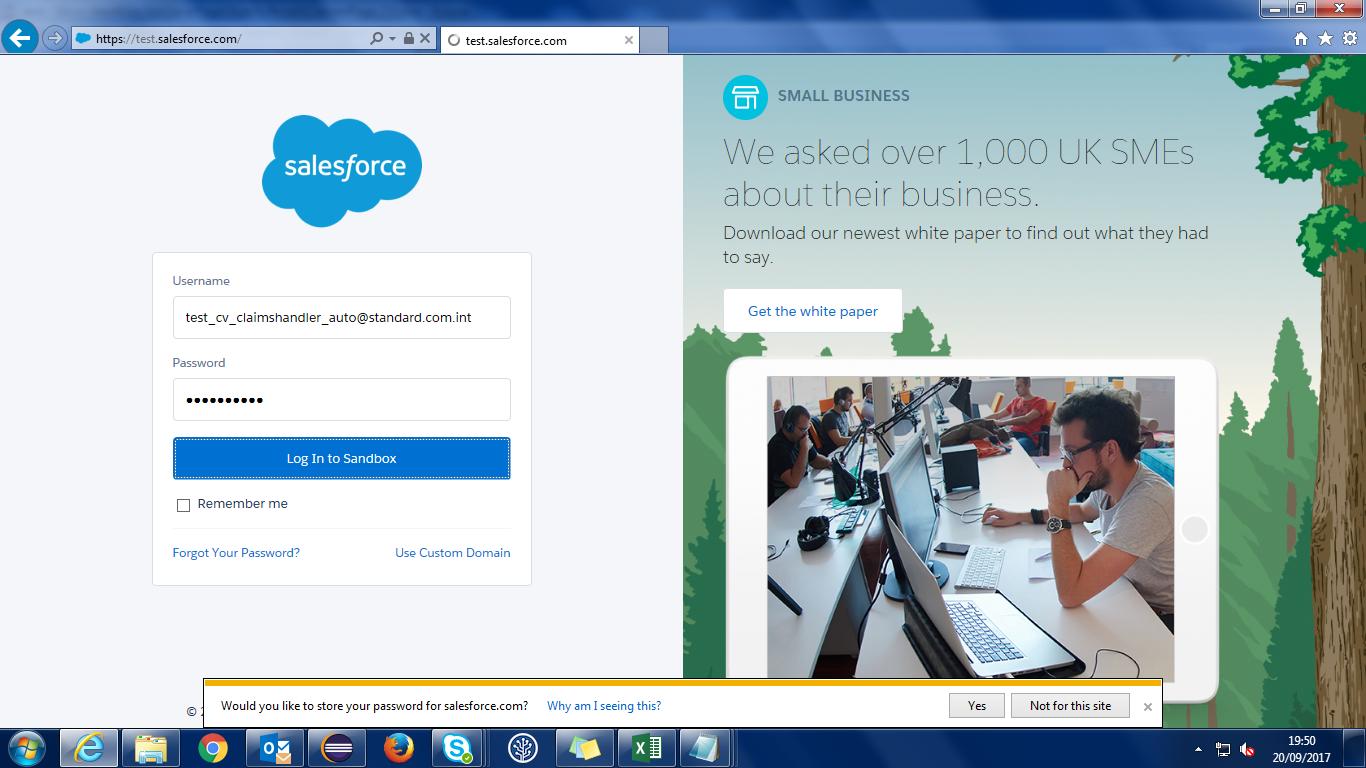 https://test.salesforce.com/
test.salesforce.com
salesforce
Username
test_cv_claimshandler_auto@standard.com.int
Password
••••••••••
Log In to Sandbox
Remember me
Forgot Your Password?
Use Custom Domain
SMALL BUSINESS
We asked over 1,000 UK SMEs
about their business.
Download our newest white paper to find out what they had
to say.
Get the white paper
©
Would you like to store your password for salesforce.com?
Why am I seeing this?
Yes
Not for this site
19:50
20/09/2017